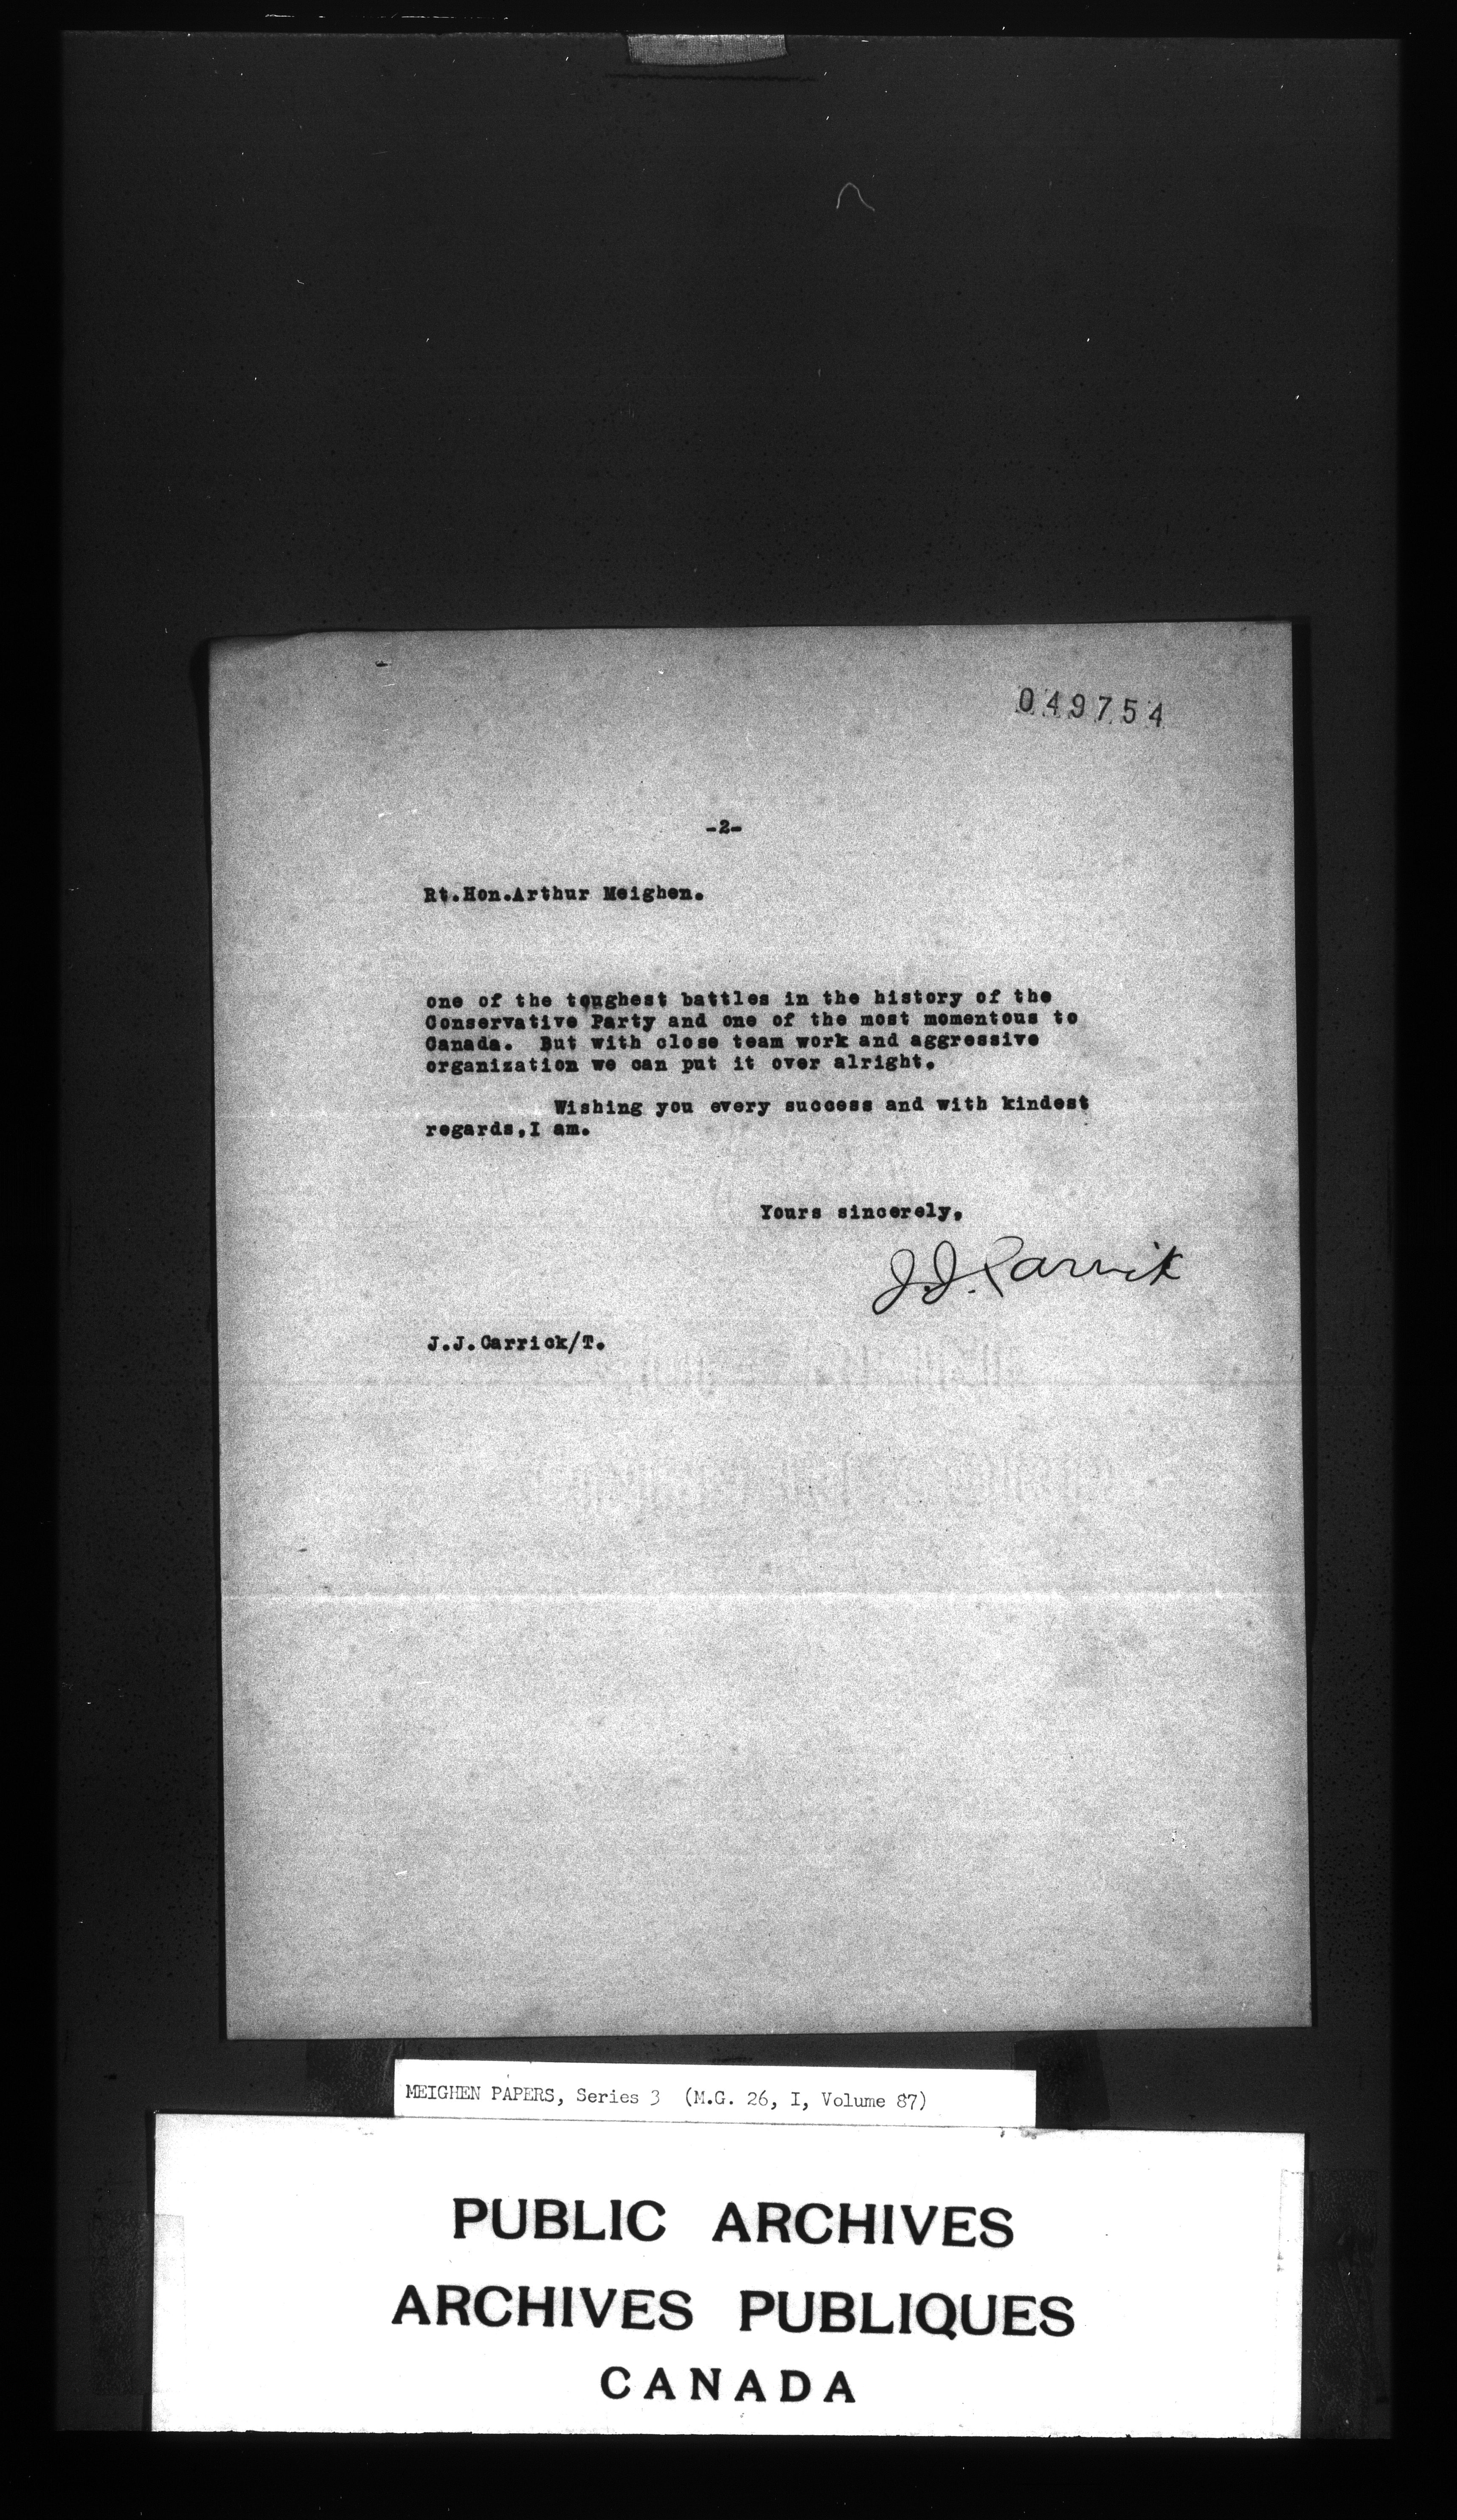 049754
-2-
Rt.Hon.Arthur Meighen.
one of the toughest battles in the history of the
Conservative Party and one of the most momentous to
Canada. But with close team work and aggressive
organization we can put it over alright.
Wishing you every success and with kindest
regards,I am.
Yours sincerely,
J.J. Carrick
J.J.Carrick/T.
MEIGHEN PAPERS, Series 3 (M.G. 26, I, Volume 87)
PUBLIC ARCHIVES
ARCHIVES PUBLIQUES
CANADA